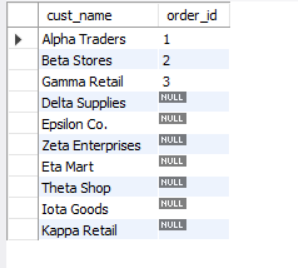 cust_name order_id
Alpha Traders 1
Beta Stores 2
Gamma Retail 3
Delta Supplies NULL
Epsilon Co. NULL
Zeta Enterprises NULL
Eta Mart NULL
Theta Shop NULL
Iota Goods NULL
Kappa Retail NULL